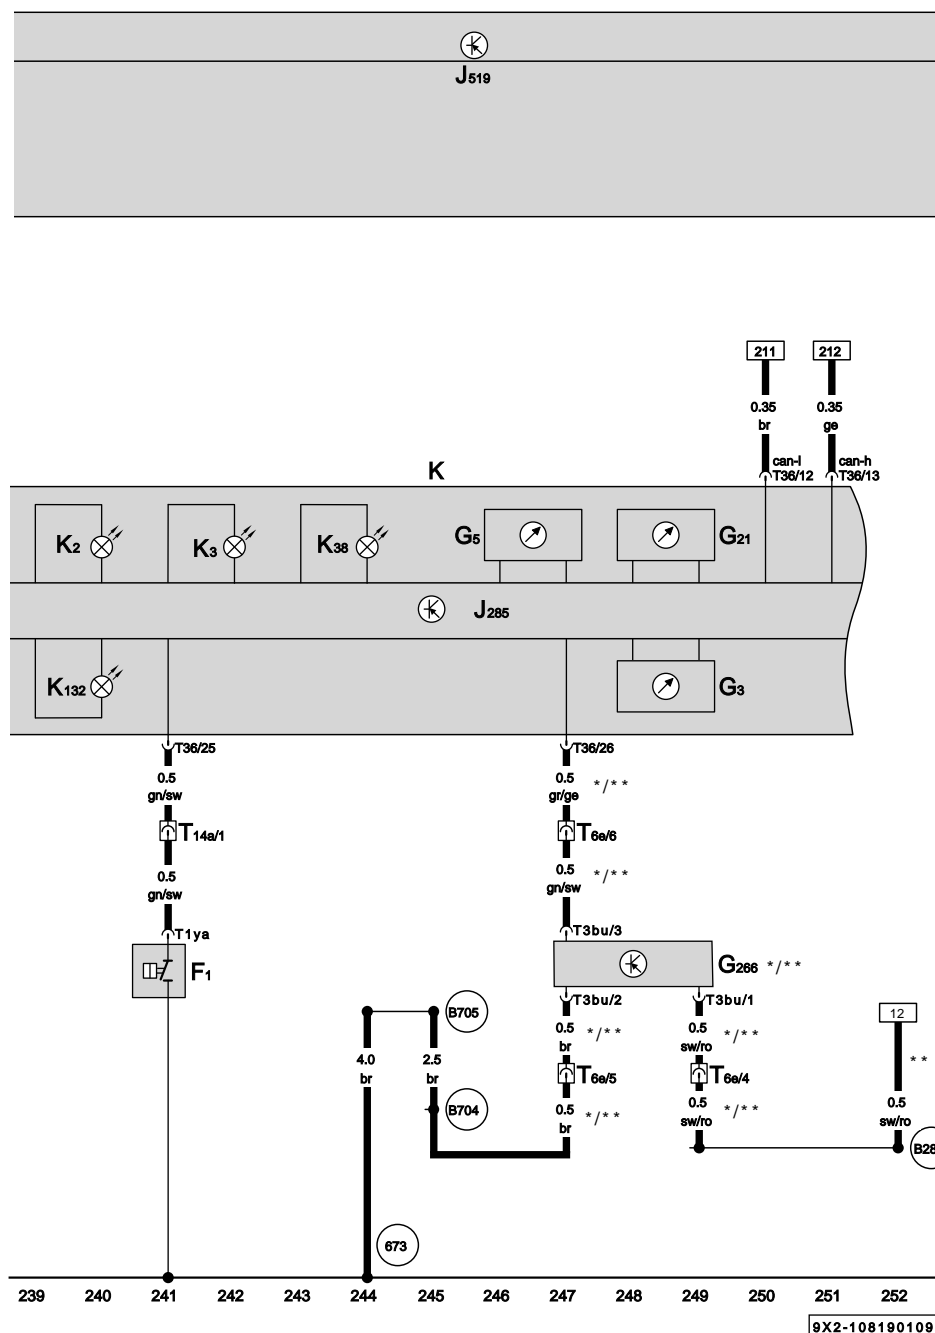 J519
211 212
0.35 0.35
br ge
can-l can-h
T36/12 T36/13
K
K2 K3 K38 G5 G21
J285
K132 G3
T36/25 T36/26
0.5 0.5 */**
gn/sw gr/ge
T14a/1 T6e/6
0.5 0.5 */**
gn/sw gn/sw
T1ya T3bu/3
F1 G266 */**
T3bu/2 T3bu/1
B705 12
0.5 */** 0.5 */**
br sw/ro
4.0 2.5 **
br br
T6e/5 T6e/4
B704 0.5 */** 0.5 */** 0.5
br sw/ro sw/ro
B28
673
239 240 241 242 243 244 245 246 247 248 249 250 251 252
9X2-108190109